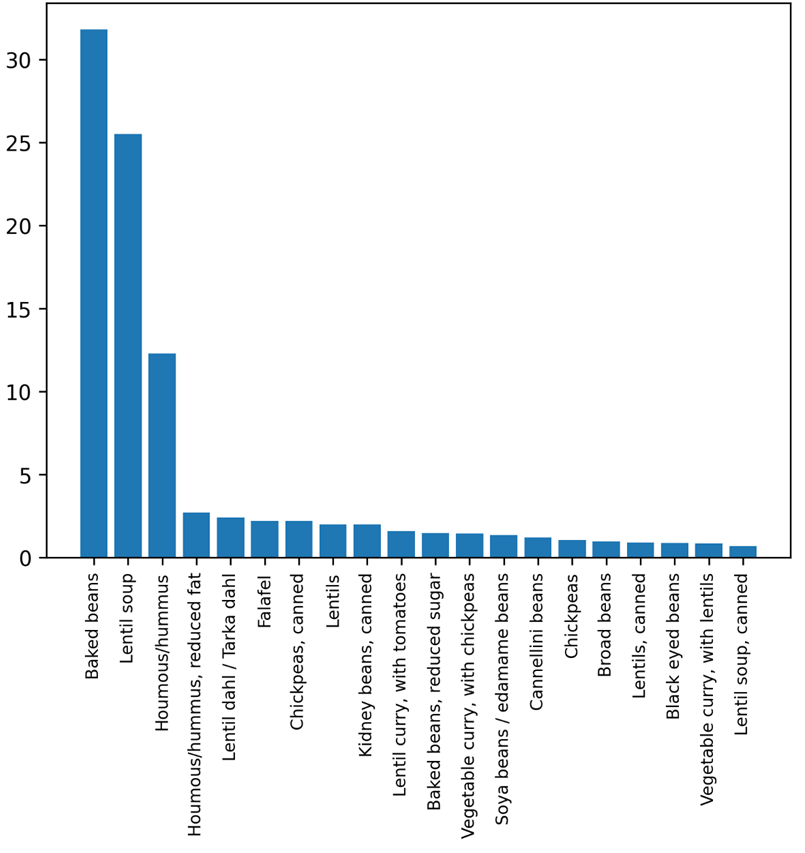 30
25
20
15
10
5
0
Baked beans
Lentil soup
Houmous/hummus
Houmous/hummus, reduced fat
Lentil dahl / Tarka dahl
Falafel
Chickpeas, canned
Lentils
Kidney beans, canned
Lentil curry, with tomatoes
Baked beans, reduced sugar
Vegetable curry, with chickpeas
Soya beans / edamame beans
Cannellini beans
Chickpeas
Broad beans
Lentils, canned
Black eyed beans
Vegetable curry, with lentils
Lentil soup, canned